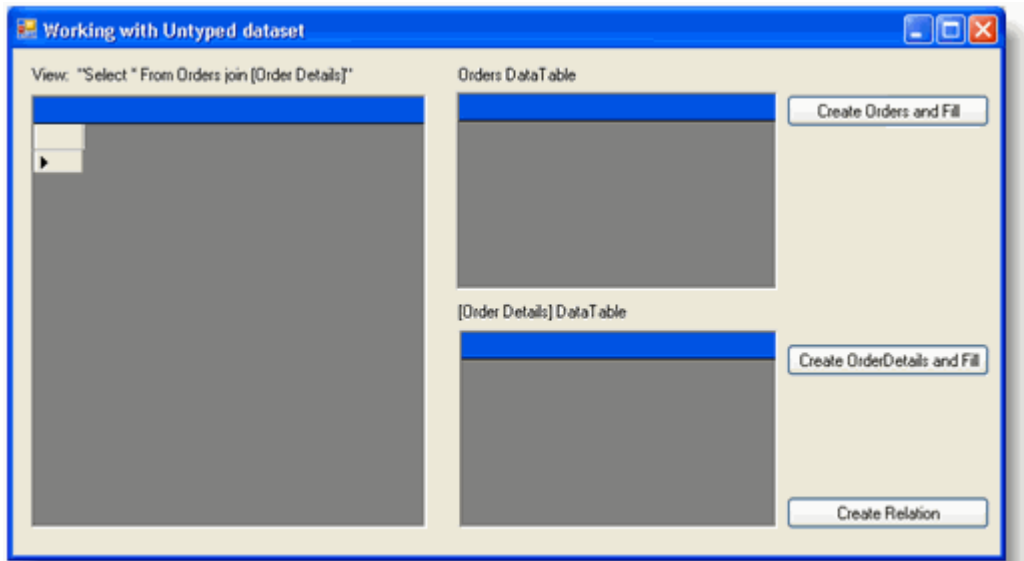 Working with Untyped dataset
View: "Select * From Orders join [Order Details]"
Orders DataTable
Create Orders and Fill
[Order Details] DataTable
Create OrderDetails and Fill
Create Relation